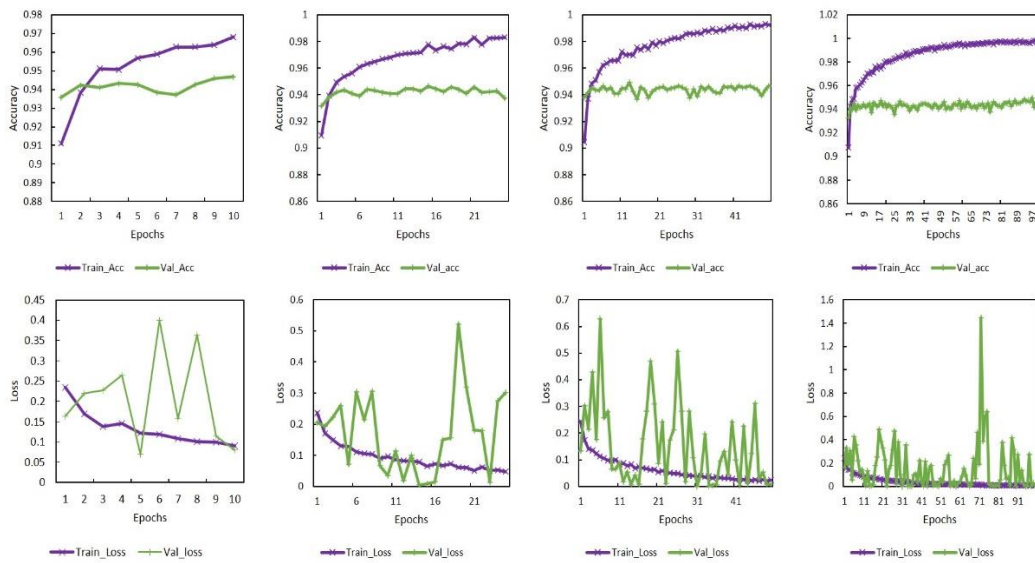 0.98
0.97
0.96
0.95
0.94
0.93
0.92
0.91
0.9
0.89
0.88
Accuracy
1 2 3 4 5 6 7 8 9 10
Epochs
Train_Acc Val_Acc
1
0.98
0.96
0.94
0.92
0.9
0.88
0.86
Accuracy
1 6 11 16 21
Epochs
Train_Acc Val_acc
1
0.98
0.96
0.94
0.92
0.9
0.88
0.86
Accuracy
1 11 21 31 41
Epochs
Train_Acc Val_acc
1.02
1
0.98
0.96
0.94
0.92
0.9
0.88
0.86
Accuracy
1 9 17 25 33 41 49 57 65 73 81 89 97
Epochs
Train_Acc Val_acc
0.45
0.4
0.35
0.3
0.25
0.2
0.15
0.1
0.05
0
Loss
1 2 3 4 5 6 7 8 9 10
Epochs
Train_Loss Val_loss
0.6
0.5
0.4
0.3
0.2
0.1
0
Loss
1 6 11 16 21
Epochs
Train_Loss Val_loss
0.7
0.6
0.5
0.4
0.3
0.2
0.1
0
Loss
1 11 21 31 41
Epochs
Train_Loss Val_loss
1.6
1.4
1.2
1
0.8
0.6
0.4
0.2
0
Loss
1 11 21 31 41 51 61 71 81 91
Epochs
Train_Loss Val_loss